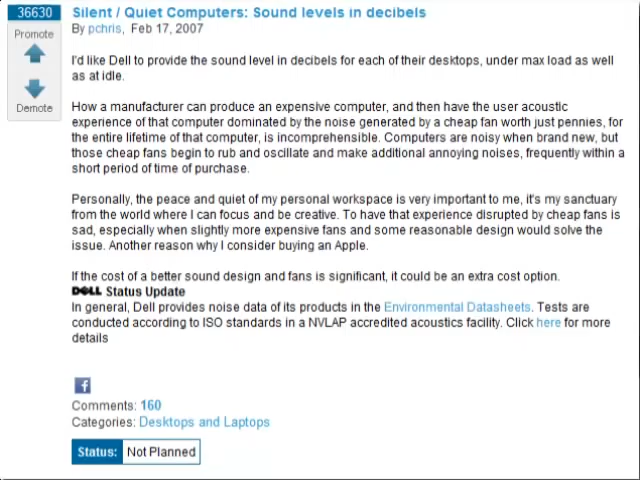 36630
Promote
Demote
Silent / Quiet Computers: Sound levels in decibels
By pchris, Feb 17, 2007
I'd like Dell to provide the sound level in decibels for each of their desktops, under max load as well
as at idle.
How a manufacturer can produce an expensive computer, and then have the user acoustic
experience of that computer dominated by the noise generated by a cheap fan worth just pennies, for
the entire lifetime of that computer, is incomprehensible. Computers are noisy when brand new, but
those cheap fans begin to rub and oscillate and make additional annoying noises, frequently within a
short period of time of purchase.
Personally, the peace and quiet of my personal workspace is very important to me, it's my sanctuary
from the world where I can focus and be creative. To have that experience disrupted by cheap fans is
sad, especially when slightly more expensive fans and some reasonable design would solve the
issue. Another reason why I consider buying an Apple.
If the cost of a better sound design and fans is significant, it could be an extra cost option.
DELL Status Update
In general, Dell provides noise data of its products in the Environmental Datasheets. Tests are
conducted according to ISO standards in a NVLAP accredited acoustics facility. Click here for more
details
f
Comments: 160
Categories: Desktops and Laptops
Status: Not Planned